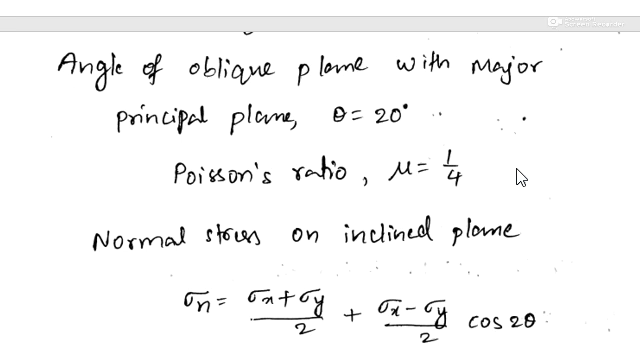 Angle of oblique plane with major
principal plane, θ = 20°
Poisson's ratio, μ = 1/4
Normal stress on inclined plane
σn = (σx + σy)/2 + (σx - σy)/2 cos 2θ